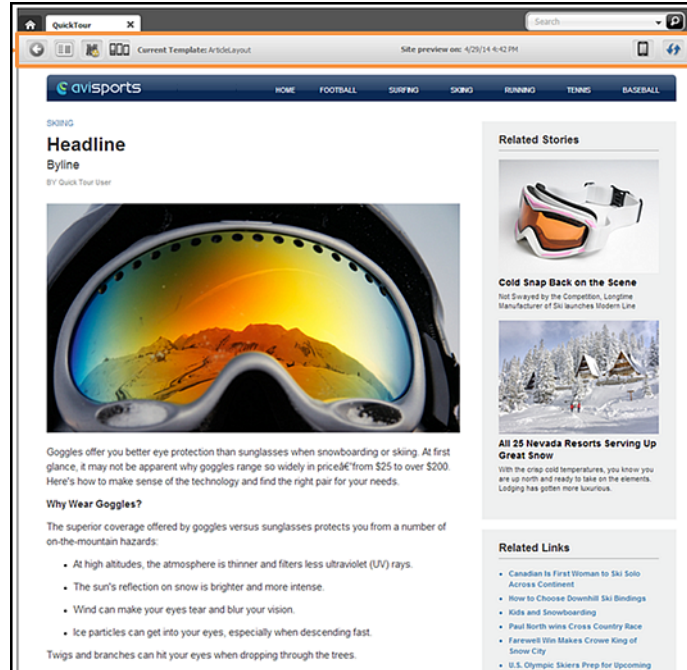 QuickTour X
Search
Current Template: ArticleLayout
Site preview on: 4/29/14 4:42 PM
avisports
HOME FOOTBALL SURFING SKIING RUNNING TENNIS BASEBALL
SKIING
Headline
Byline
BY Quick Tour User
Goggles offer you better eye protection than sunglasses when snowboarding or skiing. At first
glance, it may not be apparent why goggles range so widely in priceâ€"from $25 to over $200.
Here's how to make sense of the technology and find the right pair for your needs.
Why Wear Goggles?
The superior coverage offered by goggles versus sunglasses protects you from a number of
on-the-mountain hazards:
• At high altitudes, the atmosphere is thinner and filters less ultraviolet (UV) rays.
• The sun's reflection on snow is brighter and more intense.
• Wind can make your eyes tear and blur your vision.
• Ice particles can get into your eyes, especially when descending fast.
Twigs and branches can hit your eyes when dropping through the trees.
Related Stories
Cold Snap Back on the Scene
Not Swayed by the Competition, Longtime
Manufacturer of Ski launches Modern Line
All 25 Nevada Resorts Serving Up
Great Snow
With the crisp cold temperatures, you know you
are up north and ready to take on the elements.
Lodging has gotten more luxurious.
Related Links
• Canadian Is First Woman to Ski Solo
Across Continent
• How to Choose Downhill Ski Bindings
• Kids and Snowboarding
• Paul North wins Cross Country Race
• Farewell Win Makes Crowe King of
Snow City
• U.S. Olympic Skiers Prep for Upcoming